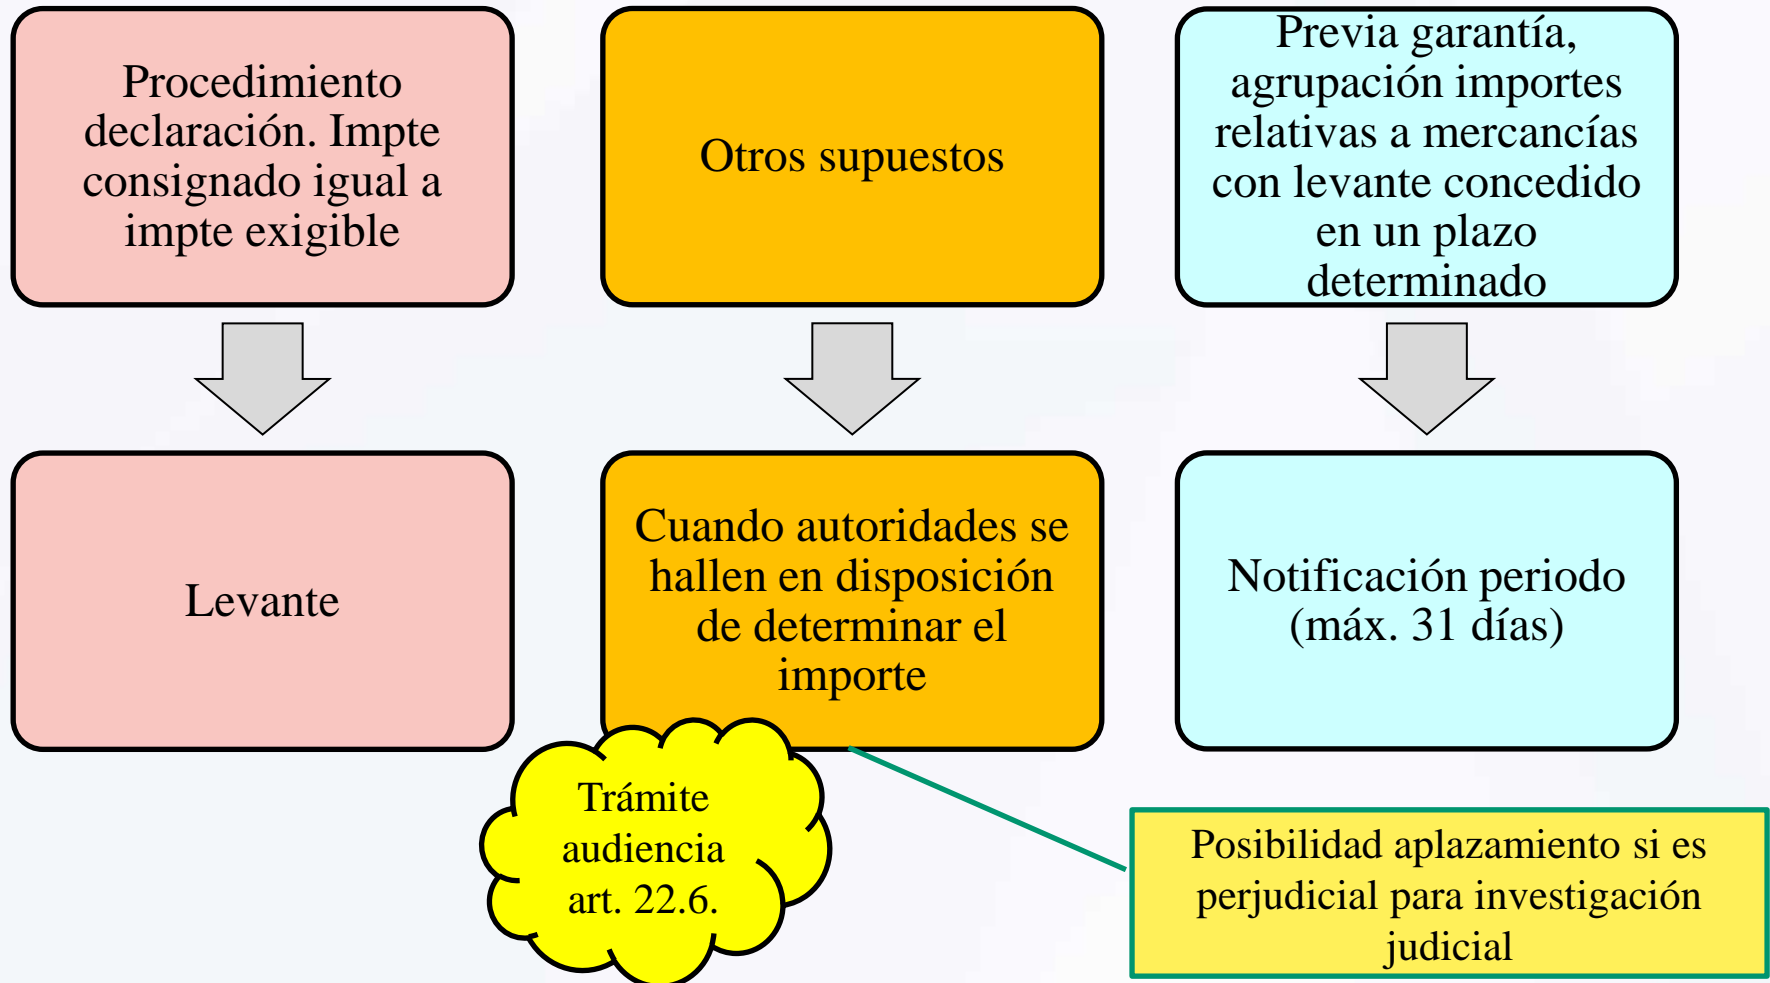 Procedimiento
declaración. Impte
consignado igual a
impte exigible
Otros supuestos
Previa garantía,
agrupación importes
relativas a mercancías
con levante concedido
en un plazo
determinado
Levante
Cuando autoridades se
hallen en disposición
de determinar el
importe
Notificación periodo
(máx. 31 días)
Trámite
audiencia
art. 22.6.
Posibilidad aplazamiento si es
perjudicial para investigación
judicial